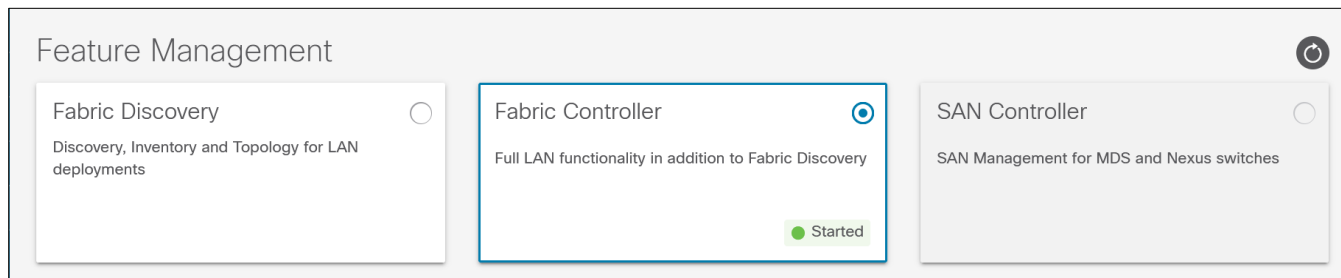 Feature Management
Fabric Discovery
Discovery, Inventory and Topology for LAN
deployments
Fabric Controller
Full LAN functionality in addition to Fabric Discovery
Started
SAN Controller
SAN Management for MDS and Nexus switches